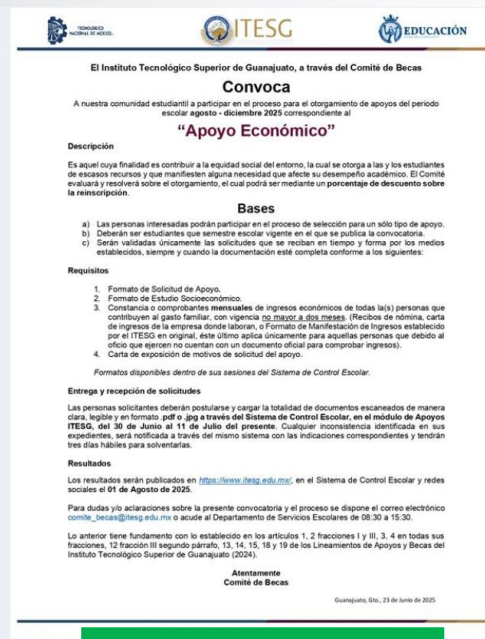 TECNOLÓGICO
NACIONAL DE MÉXICO.
ITESG
EDUCACIÓN
El Instituto Tecnológico Superior de Guanajuato, a través del Comité de Becas
Convoca
A nuestra comunidad estudiantil a participar en el proceso para el otorgamiento de apoyos del periodo
escolar agosto - diciembre 2025 correspondiente al
“Apoyo Económico”
Descripción
Es aquel cuya finalidad es contribuir a la equidad social del entorno, la cual se otorga a las y los estudiantes
de escasos recursos y que manifiesten alguna necesidad que afecte su desempeño académico. El Comité
evaluará y resolverá sobre el otorgamiento, el cual podrá ser mediante un porcentaje de descuento sobre
la reinscripción.
Bases
a) Las personas interesadas podrán participar en el proceso de selección para un sólo tipo de apoyo.
b) Deberán ser estudiantes que semestre escolar vigente en el que se publica la convocatoria.
c) Serán validadas únicamente las solicitudes que se reciban en tiempo y forma por los medios
establecidos, siempre y cuando la documentación esté completa conforme a los siguientes:
Requisitos
1. Formato de Solicitud de Apoyo.
2. Formato de Estudio Socioeconómico.
3. Constancia o comprobantes mensuales de ingresos económicos de todas la(s) personas que
contribuyen al gasto familiar, con vigencia no mayor a dos meses. (Recibos de nómina, carta
de ingresos de la empresa donde laboran, o Formato de Manifestación de Ingresos establecido
por el ITESG en original, éste último aplica únicamente para aquellas personas que debido al
oficio que ejercen no cuentan con un documento oficial para comprobar ingresos).
4. Carta de exposición de motivos de solicitud del apoyo.
Formatos disponibles dentro de sus sesiones del Sistema de Control Escolar.
Entrega y recepción de solicitudes
Las personas solicitantes deberán postularse y cargar la totalidad de documentos escaneados de manera
clara, legible y en formato .pdf o .jpg a través del Sistema de Control Escolar, en el módulo de Apoyos
ITESG, del 30 de Junio al 11 de Julio del presente. Cualquier inconsistencia identificada en sus
expedientes, será notificada a través del mismo sistema con las indicaciones correspondientes y tendrán
tres días hábiles para solventarlas.
Resultados
Los resultados serán publicados en https://www.itesg.edu.mx/, en el Sistema de Control Escolar y redes
sociales el 01 de Agosto de 2025.
Para dudas y/o aclaraciones sobre la presente convocatoria y el proceso se dispone el correo electrónico
comite_becas@itesg.edu.mx o acude al Departamento de Servicios Escolares de 08:30 a 15:30.
Lo anterior tiene fundamento con lo establecido en los artículos 1, 2 fracciones I y III, 3, 4 en todas sus
fracciones, 12 fracción III segundo párrafo, 13, 14, 15, 18 y 19 de los Lineamientos de Apoyos y Becas del
Instituto Tecnológico Superior de Guanajuato (2024).
Atentamente
Comité de Becas
Guanajuato, Gto., 23 de Junio de 2025